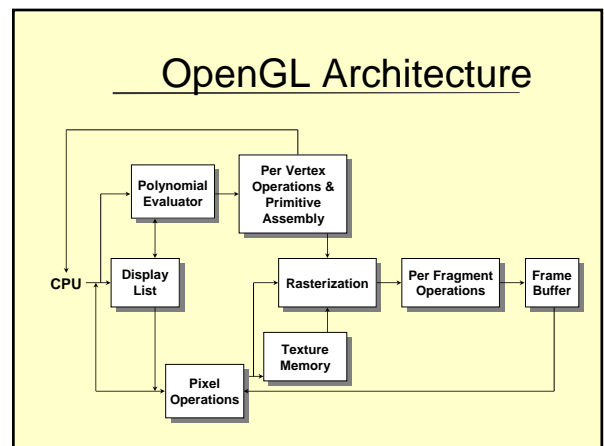 OpenGL Architecture
Polynomial
Evaluator
Per Vertex
Operations &
Primitive
Assembly
CPU
Display
List
Rasterization
Per Fragment
Operations
Frame
Buffer
Texture
Memory
Pixel
Operations